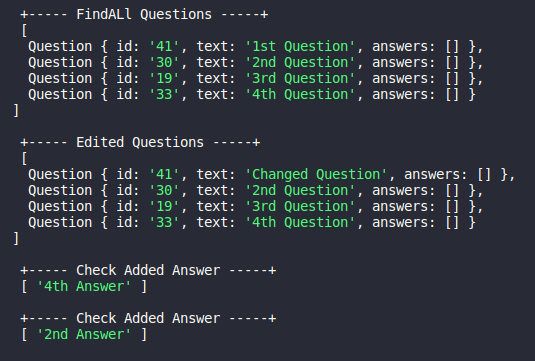 +----- FindALl Questions -----+
[
Question { id: '41', text: '1st Question', answers: [] },
Question { id: '30', text: '2nd Question', answers: [] },
Question { id: '19', text: '3rd Question', answers: [] },
Question { id: '33', text: '4th Question', answers: [] }
]
+----- Edited Questions -----+
[
Question { id: '41', text: 'Changed Question', answers: [] },
Question { id: '30', text: '2nd Question', answers: [] },
Question { id: '19', text: '3rd Question', answers: [] },
Question { id: '33', text: '4th Question', answers: [] }
]
+----- Check Added Answer -----+
[ '4th Answer' ]
+----- Check Added Answer -----+
[ '2nd Answer' ]